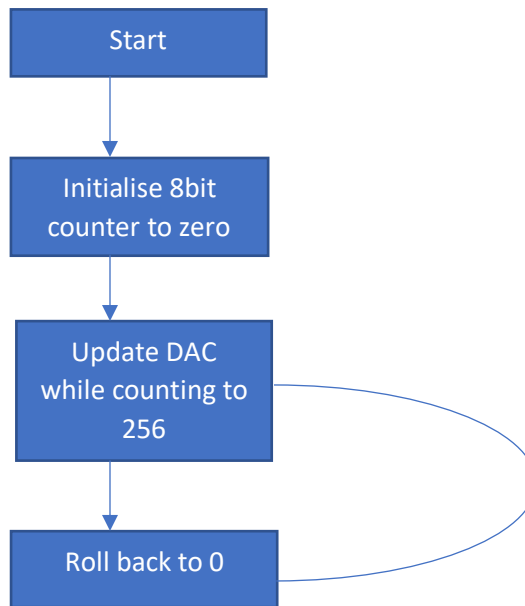 Start
Initialise 8bit
counter to zero
Update DAC
while counting to
256
Roll back to 0